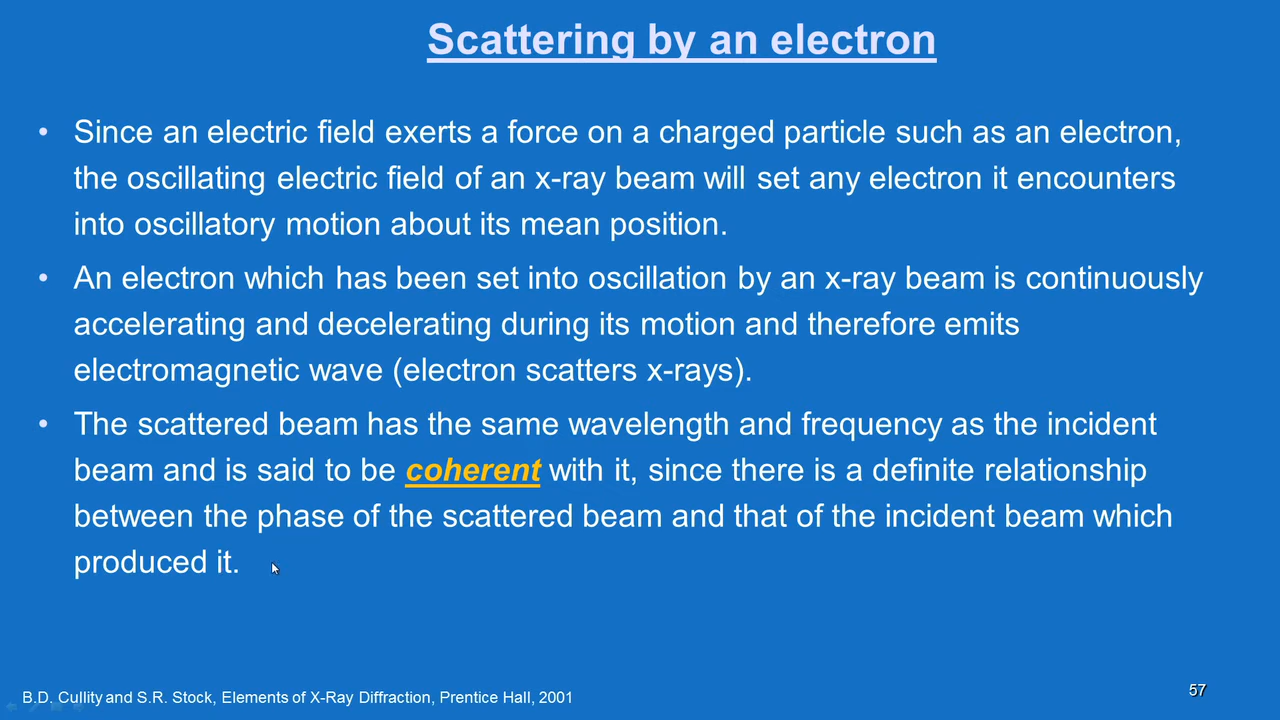 Scattering by an electron
• Since an electric field exerts a force on a charged particle such as an electron,
the oscillating electric field of an x-ray beam will set any electron it encounters
into oscillatory motion about its mean position.
• An electron which has been set into oscillation by an x-ray beam is continuously
accelerating and decelerating during its motion and therefore emits
electromagnetic wave (electron scatters x-rays).
• The scattered beam has the same wavelength and frequency as the incident
beam and is said to be coherent with it, since there is a definite relationship
between the phase of the scattered beam and that of the incident beam which
produced it.
B.D. Cullity and S.R. Stock, Elements of X-Ray Diffraction, Prentice Hall, 2001
57